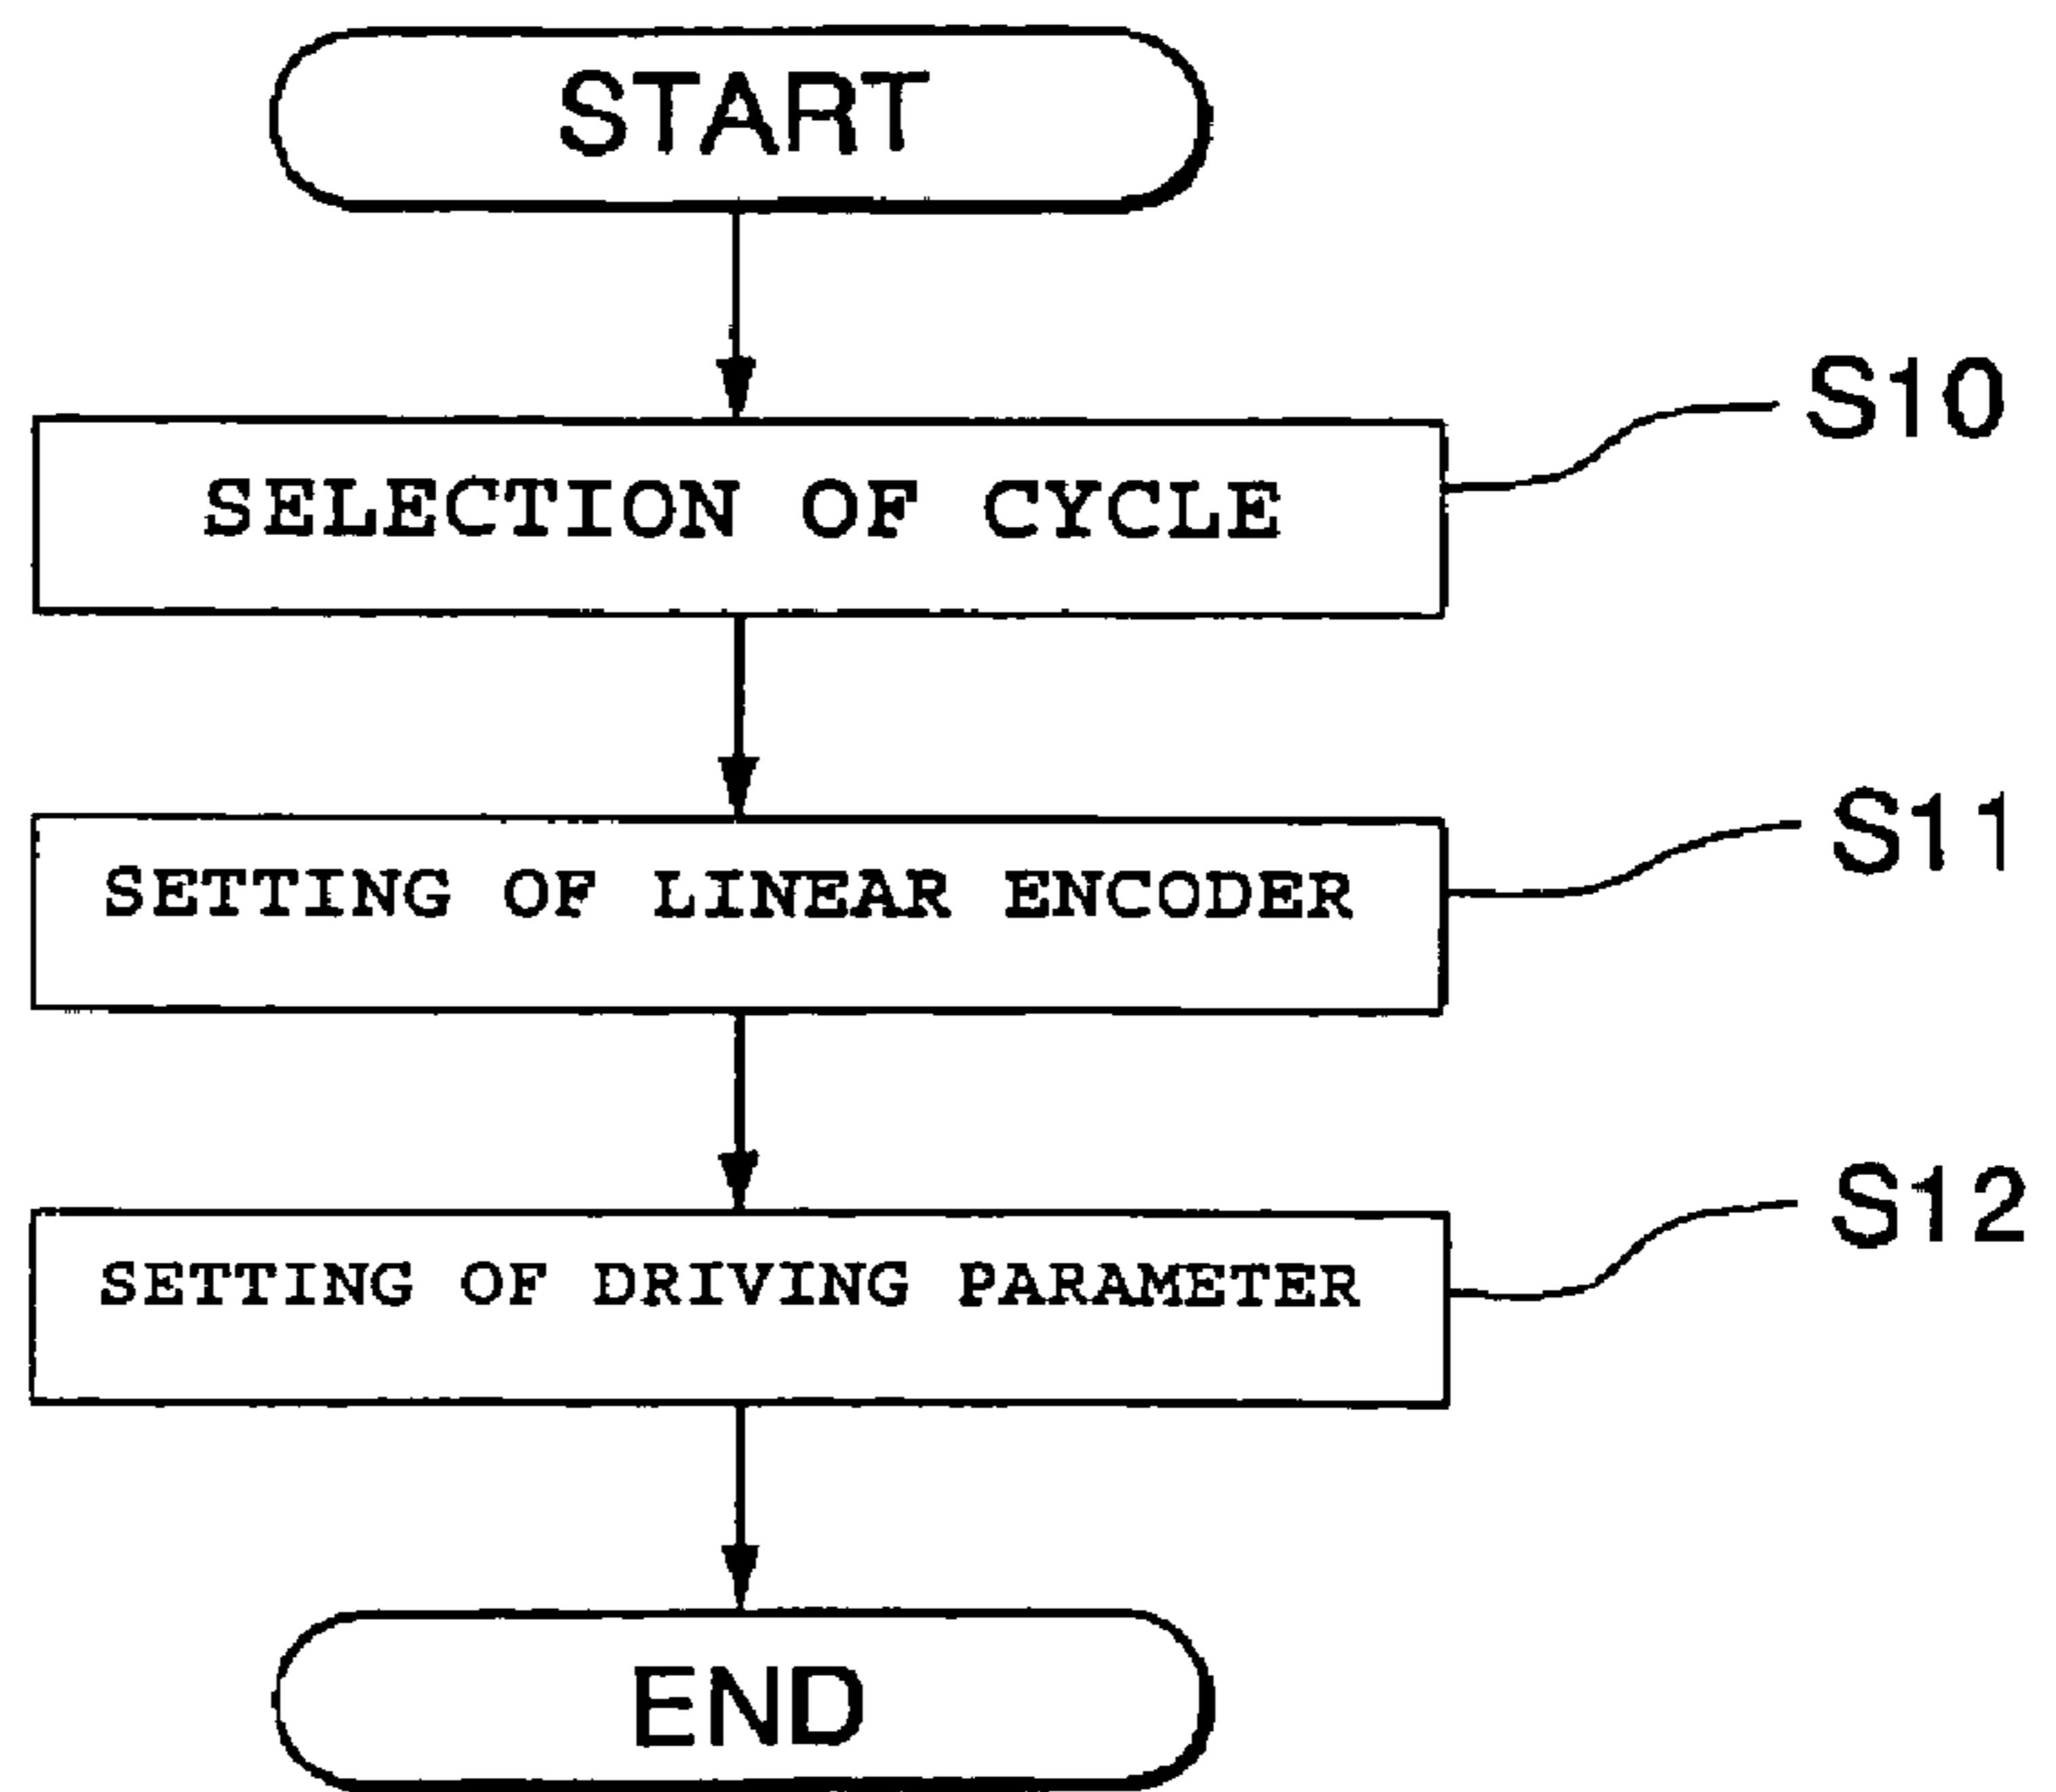 START
SELECTION OF CYCLE
S10
SETTING OF LINEAR ENCODER
S11
SETTING OF DRIVING PARAMETER
S12
END